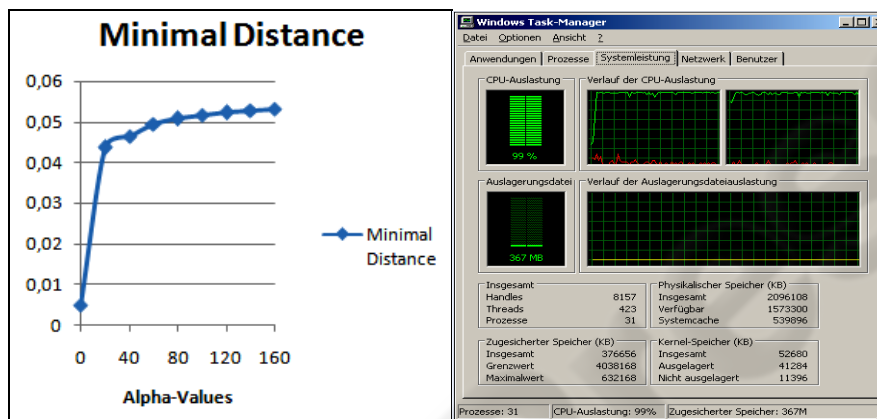 Minimal Distance
0,06
0,05
0,04
0,03
0,02
0,01
0
0 40 80 120 160
Alpha-Values
Minimal
Distance
Windows Task-Manager
Datei Optionen Ansicht ?
Anwendungen Prozesse Systemleistung Netzwerk Benutzer
CPU-Auslastung
99 %
Verlauf der CPU-Auslastung
Auslagerungsdatei
367 MB
Verlauf der Auslagerungsdateiauslastung
Insgesamt
Handles 8157
Threads 423
Prozesse 31
Physikalischer Speicher (KB)
Insgesamt 2096108
Verfügbar 1573300
Systemcache 539896
Zugesicherter Speicher (KB)
Insgesamt 376656
Grenzwert 4038168
Maximalwert 632168
Kernel-Speicher (KB)
Insgesamt 52680
Ausgelagert 41284
Nicht ausgelagert 11396
Prozesse: 31 CPU-Auslastung: 99% Zugesicherter Speicher: 367M